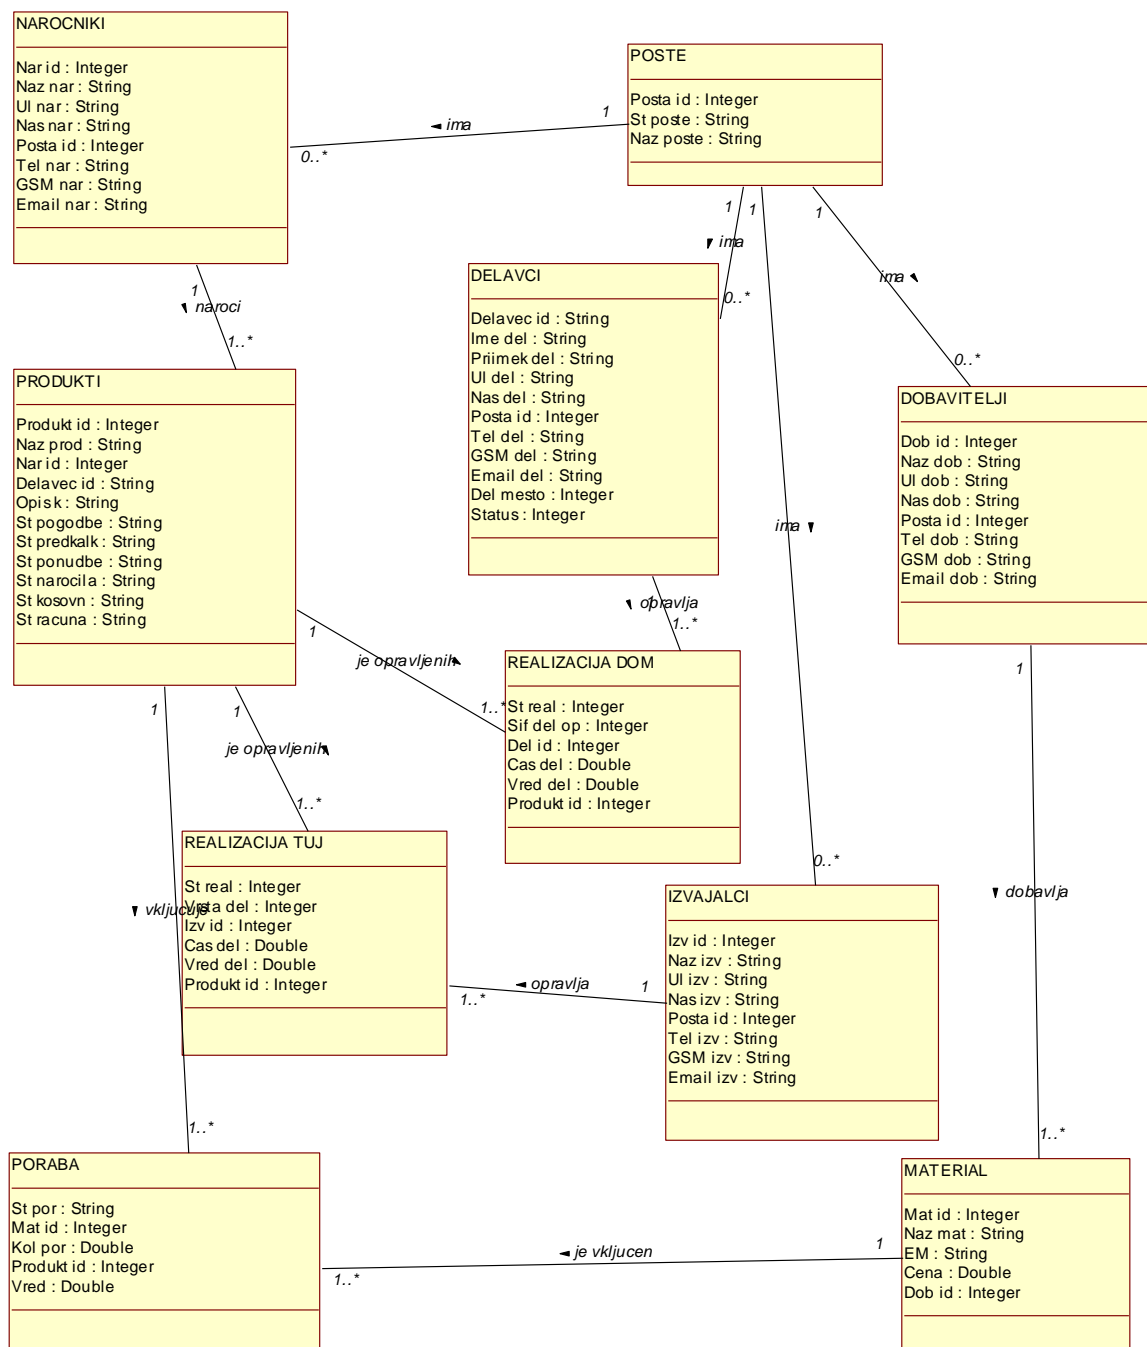 NAROCNIKI
Nar id : Integer
Naz nar : String
Ul nar : String
Nas nar : String
Posta id : Integer
Tel nar : String
GSM nar : String
Email nar : String
POSTE
Posta id : Integer
St poste : String
Naz poste : String
1
ima
0..*
1
1
1
ima
0..*
ima
0..*
1
naroci
1..*
DELAVCI
Delavec id : String
Ime del : String
Priimek del : String
Ul del : String
Nas del : String
Posta id : Integer
Tel del : String
GSM del : String
Email del : String
Del mesto : Integer
Status : Integer
PRODUKTI
Produkt id : Integer
Naz prod : String
Nar id : Integer
Delavec id : String
Opis k : String
St pogodbe : String
St predkalk : String
St ponudbe : String
St narocila : String
St kosovn : String
St racuna : String
DOBAVITELJI
Dob id : Integer
Naz dob : String
Ul dob : String
Nas dob : String
Posta id : Integer
Tel dob : String
GSM dob : String
Email dob : String
ima
1
opravlja
1..*
1
je opravljenih
1..*
REALIZACIJA DOM
St real : Integer
Sif del op : Integer
Del id : Integer
Cas del : Double
Vred del : Double
Produkt id : Integer
1
1
je opravljenih
1..*
1
REALIZACIJA TUJ
St real : Integer
Vrsta del : Integer
Izv id : Integer
Cas del : Double
Vred del : Double
Produkt id : Integer
vkljucuje
0..*
IZVAJALCI
Izv id : Integer
Naz izv : String
Ul izv : String
Nas izv : String
Posta id : Integer
Tel izv : String
GSM izv : String
Email izv : String
dobavlja
1
opravlja
1..*
1..*
1..*
PORABA
St por : String
Mat id : Integer
Kol por : Double
Produkt id : Integer
Vred : Double
MATERIAL
Mat id : Integer
Naz mat : String
EM : String
Cena : Double
Dob id : Integer
1
je vkljucen
1..*